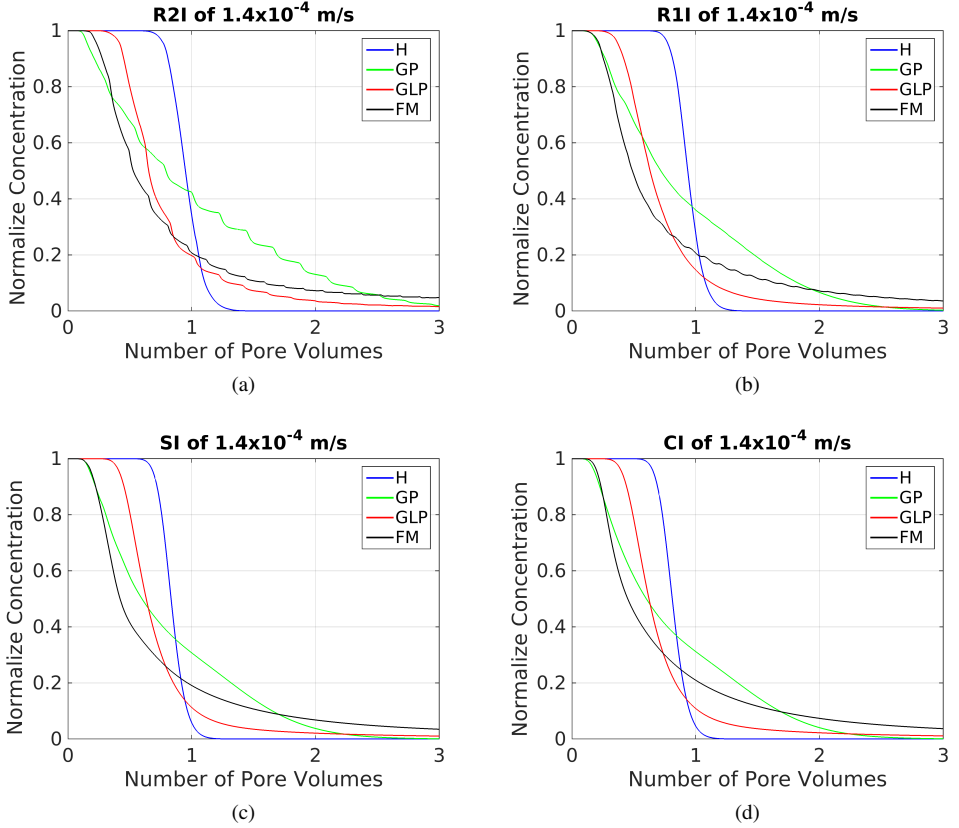 R2I of 1.4x10⁻⁴ m/s
Normalize Concentration
1
0.8
0.6
0.4
0.2
0
0 1 2 3
Number of Pore Volumes
H
GP
GLP
FM
(a)
R1I of 1.4x10⁻⁴ m/s
Normalize Concentration
1
0.8
0.6
0.4
0.2
0
0 1 2 3
Number of Pore Volumes
H
GP
GLP
FM
(b)
SI of 1.4x10⁻⁴ m/s
Normalize Concentration
1
0.8
0.6
0.4
0.2
0
0 1 2 3
Number of Pore Volumes
H
GP
GLP
FM
(c)
CI of 1.4x10⁻⁴ m/s
Normalize Concentration
1
0.8
0.6
0.4
0.2
0
0 1 2 3
Number of Pore Volumes
H
GP
GLP
FM
(d)